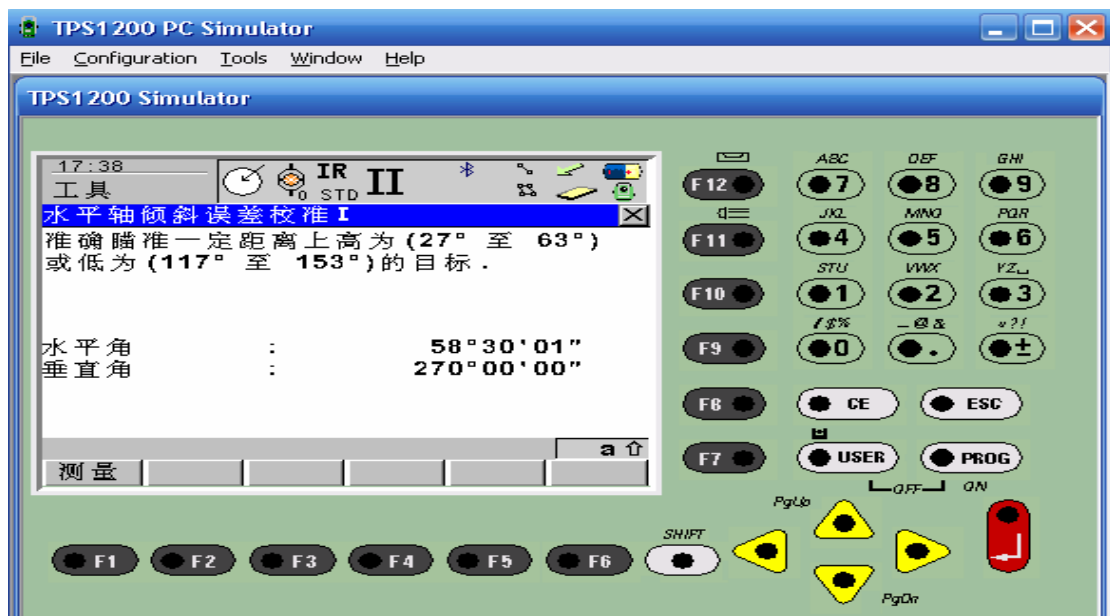 TPS1200 PC Simulator
File Configuration Tools Window Help
TPS1200 Simulator
17:38
工具
IR
STD
II
水平轴倾斜误差校准I
准确瞄准一定距离上高为(27° 至 63°)
或低为(117° 至 153°)的目标.
水平角 : 58°30'01"
垂直角 : 270°00'00"
a
测量
F12
ABC DEF GHI
7 8 9
F11
JKL MNO PQR
4 5 6
F10
STU VWX YZ
1 2 3
F9
/$% _@& *?!
0 . ±
F8 CE ESC
F7 USER PROG
OFF ON
PgUp
SHIFT
F1 F2 F3 F4 F5 F6
PgDn